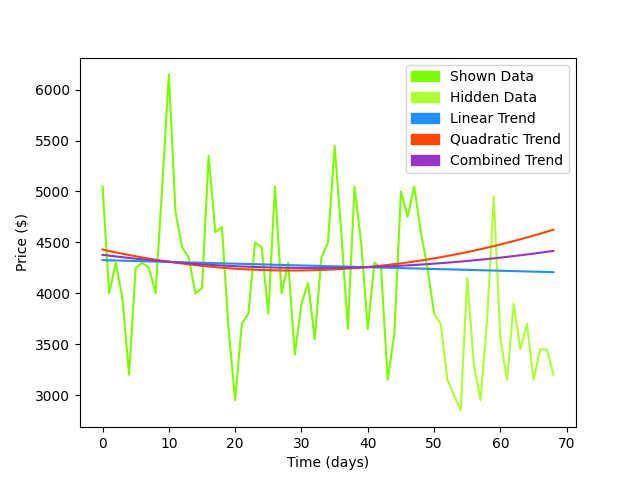 Shown Data
Hidden Data
Linear Trend
Quadratic Trend
Combined Trend
Price ($)
6000
5500
5000
4500
4000
3500
3000
0 10 20 30 40 50 60 70
Time (days)